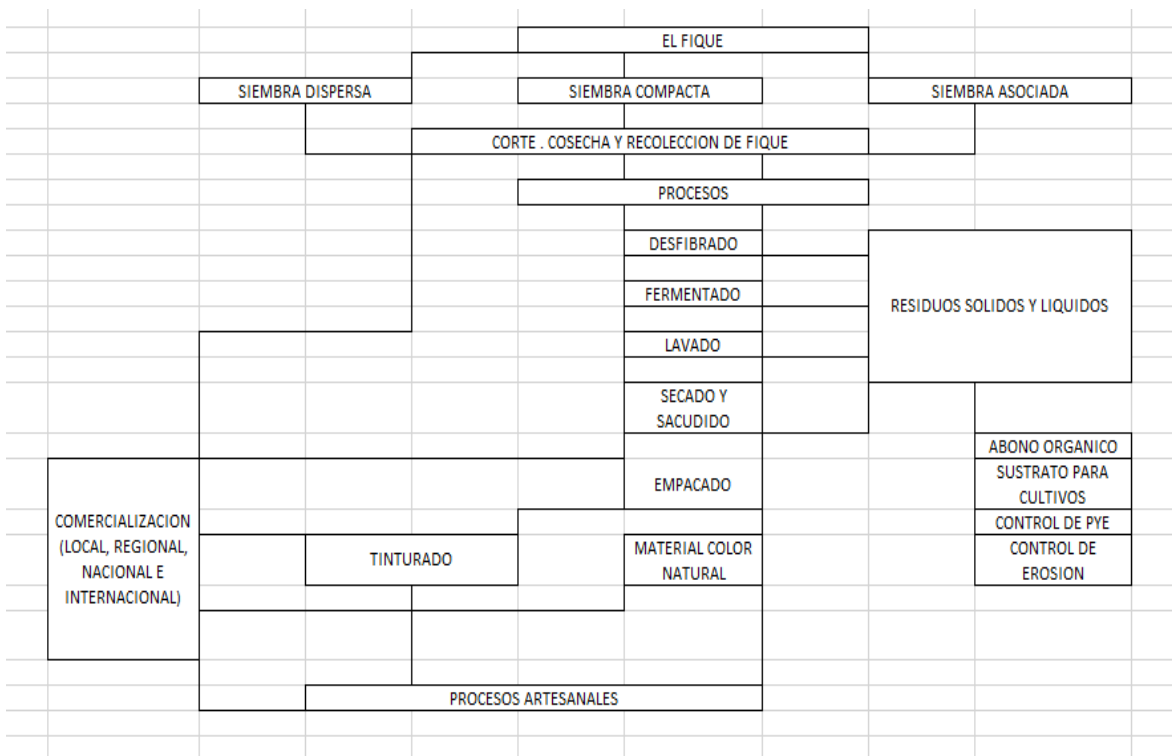 EL FIQUE
SIEMBRA DISPERSA
SIEMBRA COMPACTA
SIEMBRA ASOCIADA
CORTE . COSECHA Y RECOLECCION DE FIQUE
PROCESOS
DESFIBRADO
FERMENTADO
LAVADO
SECADO Y
SACUDIDO
RESIDUOS SOLIDOS Y LIQUIDOS
ABONO ORGANICO
SUSTRATO PARA
CULTIVOS
CONTROL DE PYE
CONTROL DE
EROSION
EMPACADO
COMERCIALIZACION
(LOCAL, REGIONAL,
NACIONAL E
INTERNACIONAL)
TINTURADO
MATERIAL COLOR
NATURAL
PROCESOS ARTESANALES